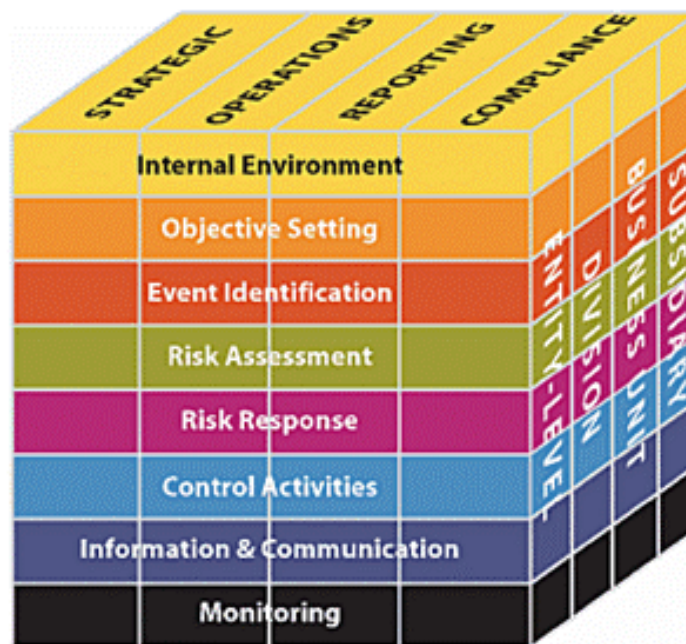 STRATEGIC
OPERATIONS
REPORTING
COMPLIANCE
Internal Environment
Objective Setting
Event Identification
Risk Assessment
Risk Response
Control Activities
Information & Communication
Monitoring
ENTITY-LEVEL
DIVISION
BUSINESS UNIT
SUBSIDIARY